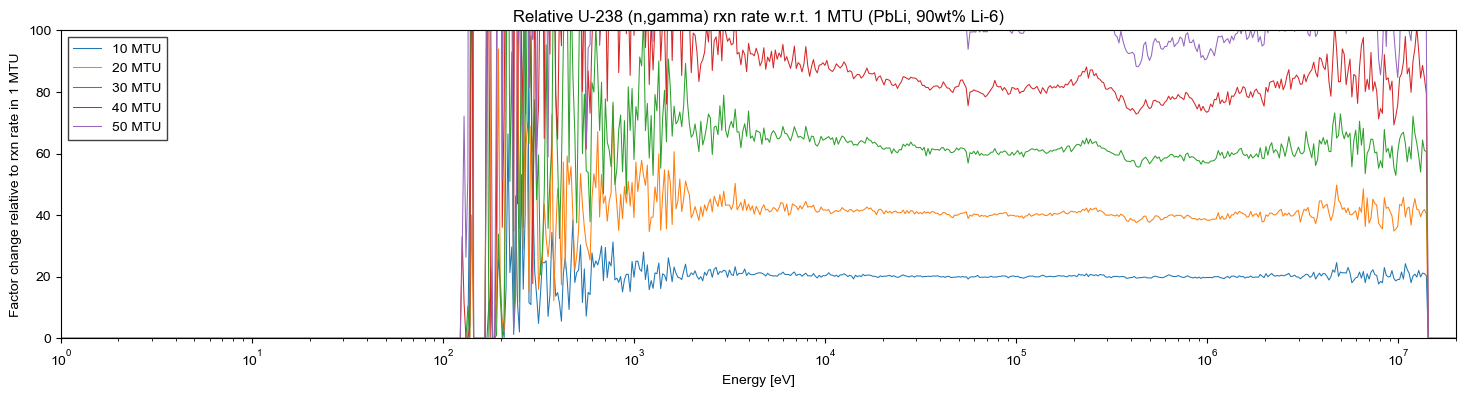 Relative U-238 (n,gamma) rxn rate w.r.t. 1 MTU (PbLi, 90wt% Li-6)
Factor change relative to rxn rate in 1 MTU
100
80
60
40
20
0
10 MTU
20 MTU
30 MTU
40 MTU
50 MTU
10⁰ 10¹ 10² 10³ 10⁴ 10⁵ 10⁶ 10⁷
Energy [eV]